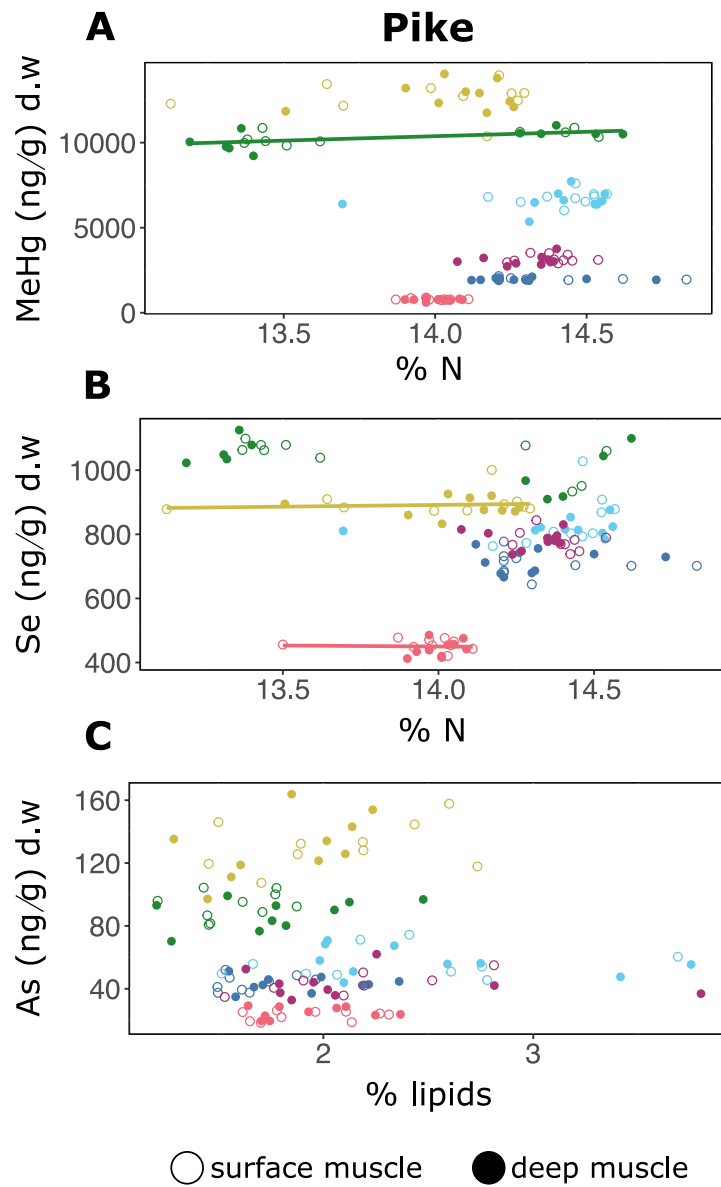 A Pike
MeHg (ng/g) d.w
10000
5000
0
13.5 14.0 14.5
% N
B
Se (ng/g) d.w
1000
800
600
400
13.5 14.0 14.5
% N
C
As (ng/g) d.w
160
120
80
40
2 3
% lipids
surface muscle deep muscle